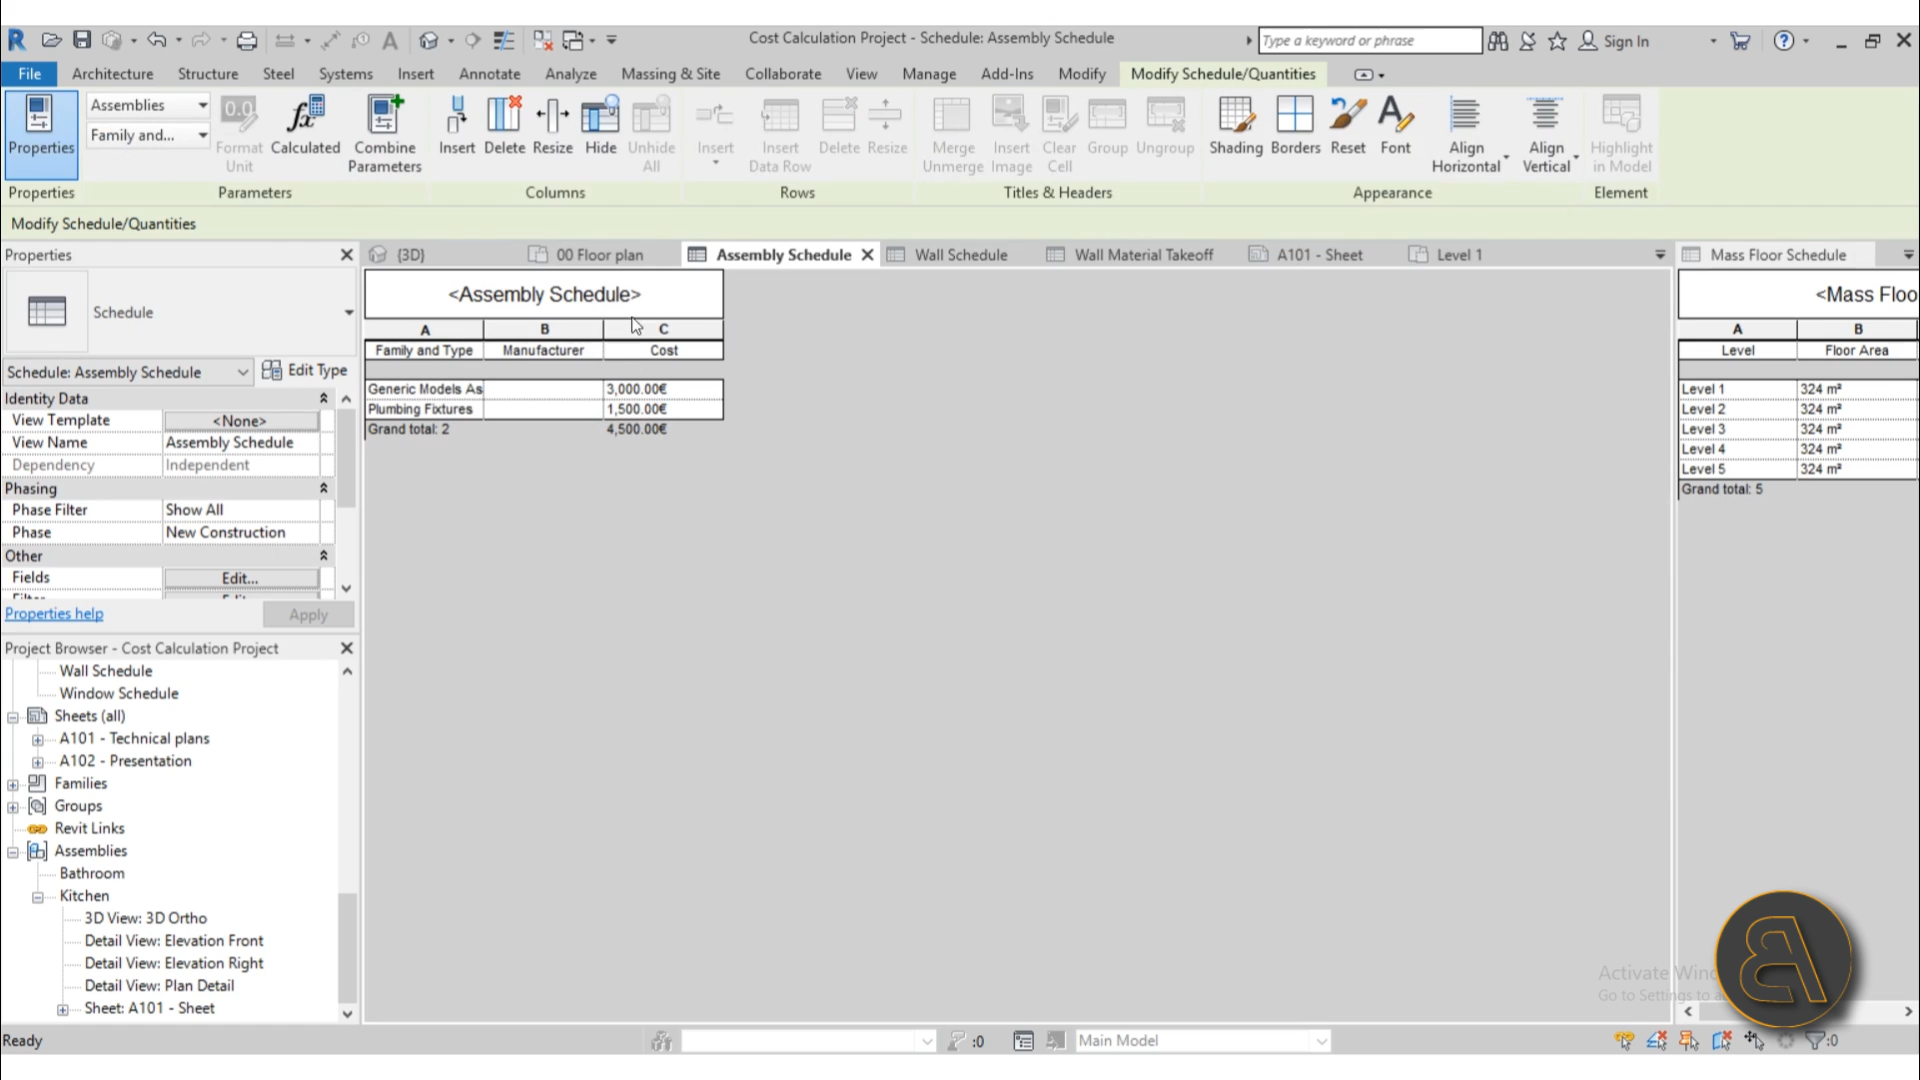 Cost Calculation Project - Schedule: Assembly Schedule
Type a keyword or phrase
Sign In
File Architecture Structure Steel Systems Insert Annotate Analyze Massing & Site Collaborate View Manage Add-Ins Modify Modify Schedule/Quantities
Properties
Assemblies
Family and...
Format Unit
Calculated
Combine Parameters
Insert
Delete
Resize
Hide
Unhide All
Insert
Insert Data Row
Delete
Resize
Merge Unmerge
Insert Image
Clear Cell
Group
Ungroup
Shading
Borders
Reset
Font
Align Horizontal
Align Vertical
Highlight in Model
Properties Parameters Columns Rows Titles & Headers Appearance Element
Modify Schedule/Quantities
Properties
Schedule
Schedule: Assembly Schedule Edit Type
Identity Data
View Template <None>
View Name Assembly Schedule
Dependency Independent
Phasing
Phase Filter Show All
Phase New Construction
Other
Fields Edit...
Properties help Apply
Project Browser - Cost Calculation Project
Wall Schedule
Window Schedule
Sheets (all)
A101 - Technical plans
A102 - Presentation
Families
Groups
Revit Links
Assemblies
Bathroom
Kitchen
3D View: 3D Ortho
Detail View: Elevation Front
Detail View: Elevation Right
Detail View: Plan Detail
Sheet: A101 - Sheet
{3D} 00 Floor plan Assembly Schedule Wall Schedule Wall Material Takeoff A101 - Sheet Level 1
<Assembly Schedule>
A B C
Family and Type Manufacturer Cost
Generic Models As 3,000.00€
Plumbing Fixtures 1,500.00€
Grand total: 2 4,500.00€
Mass Floor Schedule
<Mass Floo
A B
Level Floor Area
Level 1 324 m²
Level 2 324 m²
Level 3 324 m²
Level 4 324 m²
Level 5 324 m²
Grand total: 5
Activate Win
Go to Settings to a
Ready :0 Main Model :0